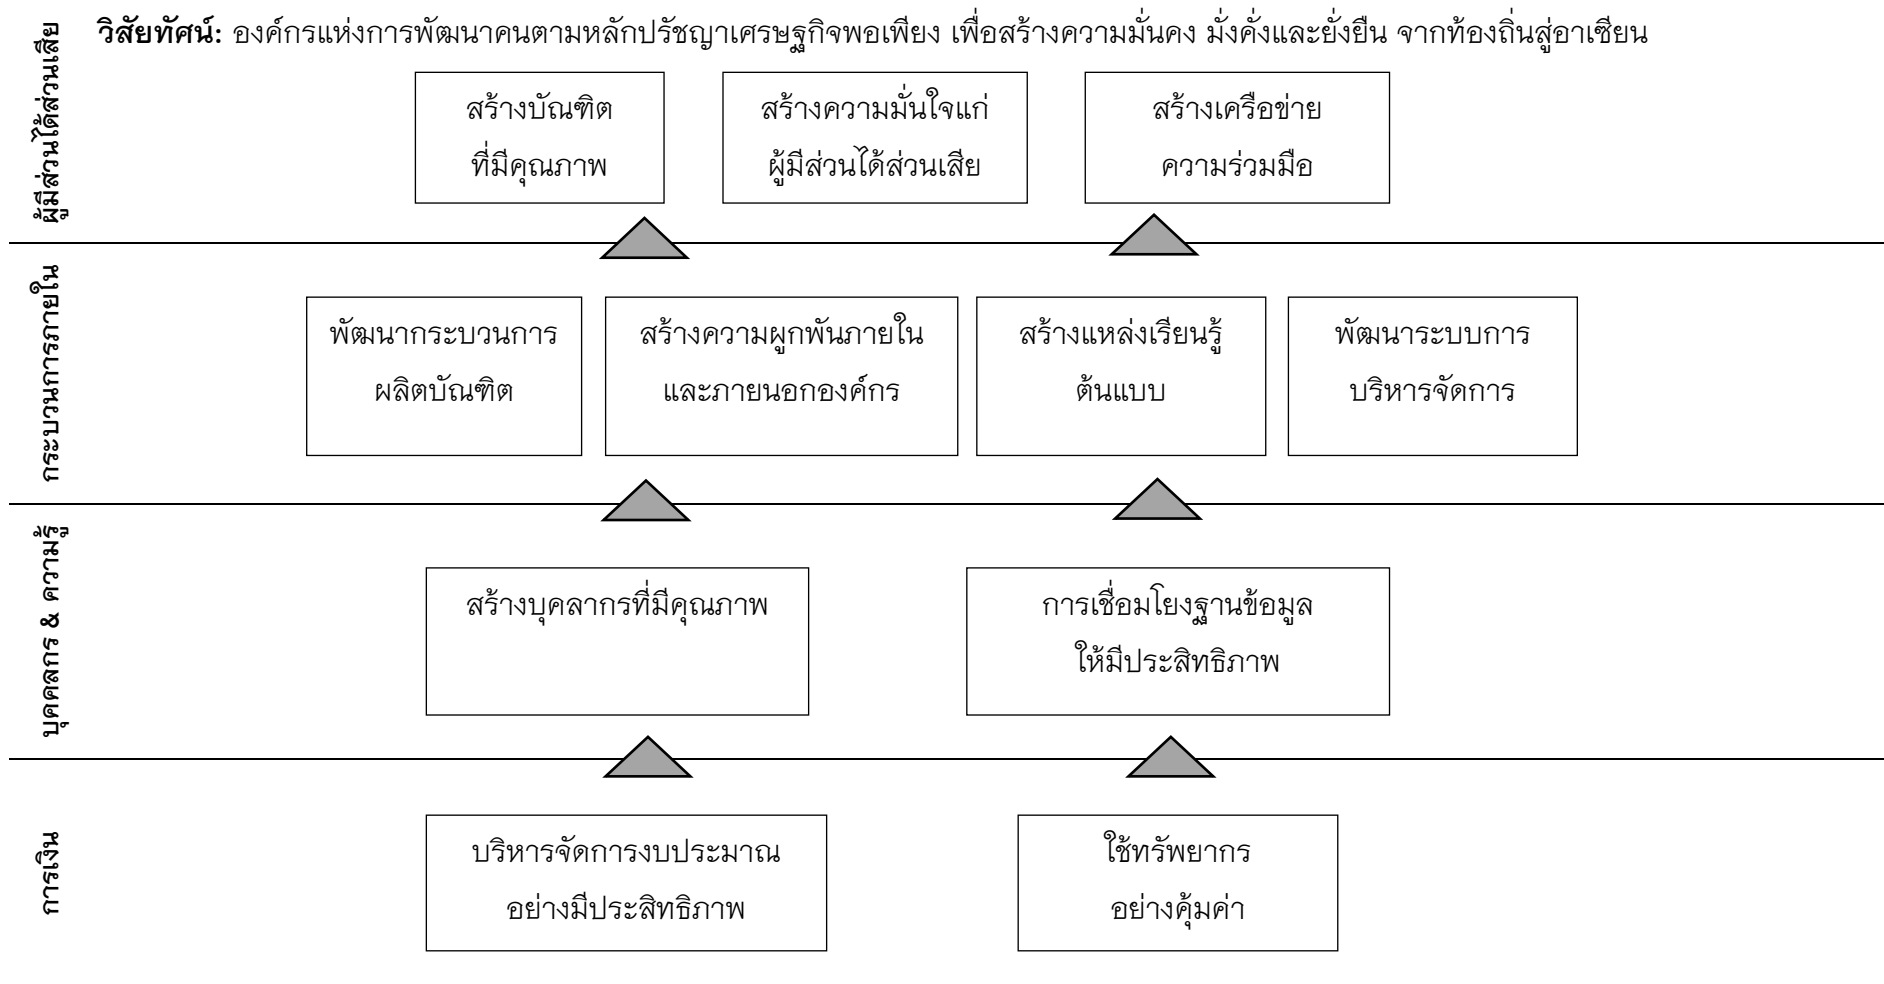 วิสัยทัศน์: องค์กรแห่งการพัฒนาคนตามหลักปรัชญาเศรษฐกิจพอเพียง เพื่อสร้างความมั่นคง มั่งคั่งและยั่งยืน จากท้องถิ่นสู่อาเซียน
ผู้มีส่วนได้ส่วนเสีย
สร้างบัณฑิต
ที่มีคุณภาพ
สร้างความมั่นใจแก่
ผู้มีส่วนได้ส่วนเสีย
สร้างเครือข่าย
ความร่วมมือ
กระบวนการภายใน
พัฒนากระบวนการ
ผลิตบัณฑิต
สร้างความผูกพันภายใน
และภายนอกองค์กร
สร้างแหล่งเรียนรู้
ต้นแบบ
พัฒนาระบบการ
บริหารจัดการ
บุคคลกร & ความรู้
สร้างบุคลากรที่มีคุณภาพ
การเชื่อมโยงฐานข้อมูล
ให้มีประสิทธิภาพ
การเงิน
บริหารจัดการงบประมาณ
อย่างมีประสิทธิภาพ
ใช้ทรัพยากร
อย่างคุ้มค่า